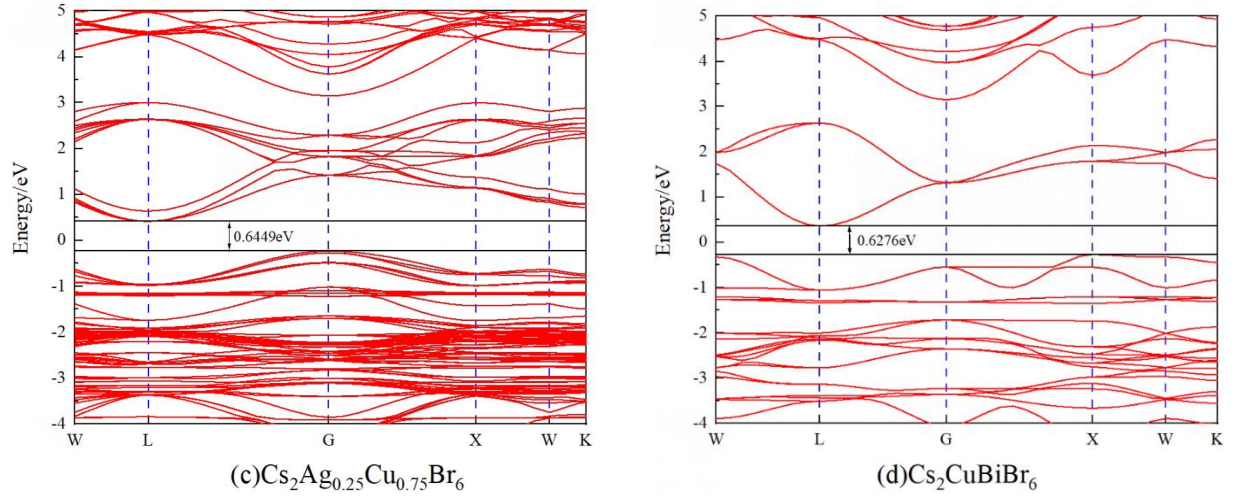 5
4
3
2
1
0
-1
-2
-3
-4
Energy/eV
0.6449eV
W L G X W K
(c)Cs₂Ag₀.₂₅Cu₀.₇₅Br₆
5
4
3
2
1
0
-1
-2
-3
-4
Energy/eV
0.6276eV
W L G X W K
(d)Cs₂CuBiBr₆